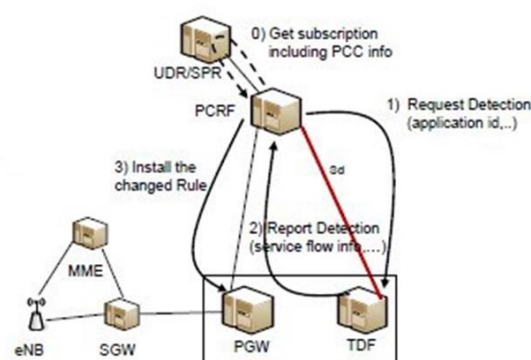 0) Get subscription
including PCC info
UDR/SPR
PCRF
1) Request Detection
(application id,..)
3) Install the
changed Rule
Sd
2) Report Detection
(service flow info,...)
MME
eNB
SGW
PGW
TDF